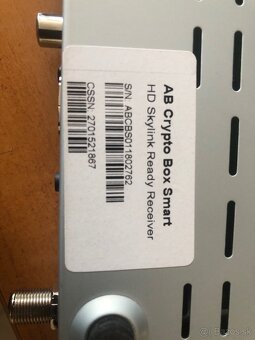 AB Crypto Box Smart
HD Skylink Ready Receiver
S/N: ABCBS011802762
CSSN: 2701521867